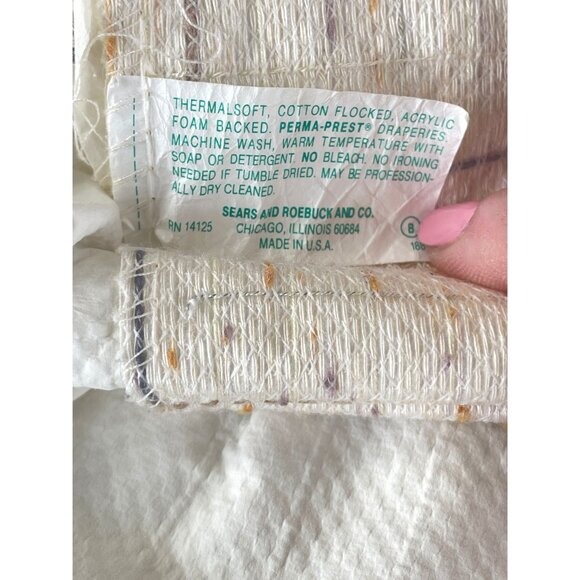 THERMALSOFT, COTTON FLOCKED, ACRYLIC
FOAM BACKED. PERMA-PREST® DRAPERIES.
MACHINE WASH, WARM TEMPERATURE WITH
SOAP OR DETERGENT. NO BLEACH. NO IRONING
NEEDED IF TUMBLE DRIED. MAY BE PROFESSION-
ALLY DRY CLEANED.
SEARS AND ROEBUCK AND CO.
RN 14125 CHICAGO, ILLINOIS 60684 B
MADE IN U.S.A.